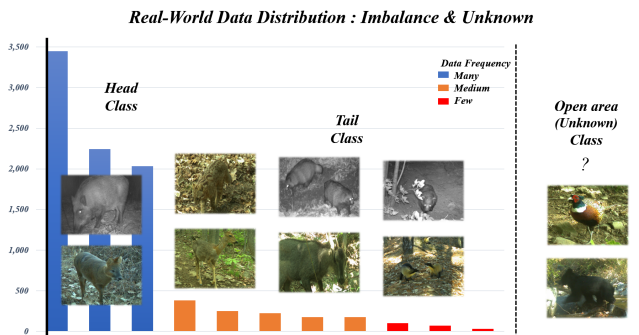 Real-World Data Distribution : Imbalance & Unknown
3,500
3,000
2,500
2,000
1,500
1,000
500
0
Head
Class
Tail
Class
Data Frequency
Many
Medium
Few
Open area
(Unknown)
Class
?